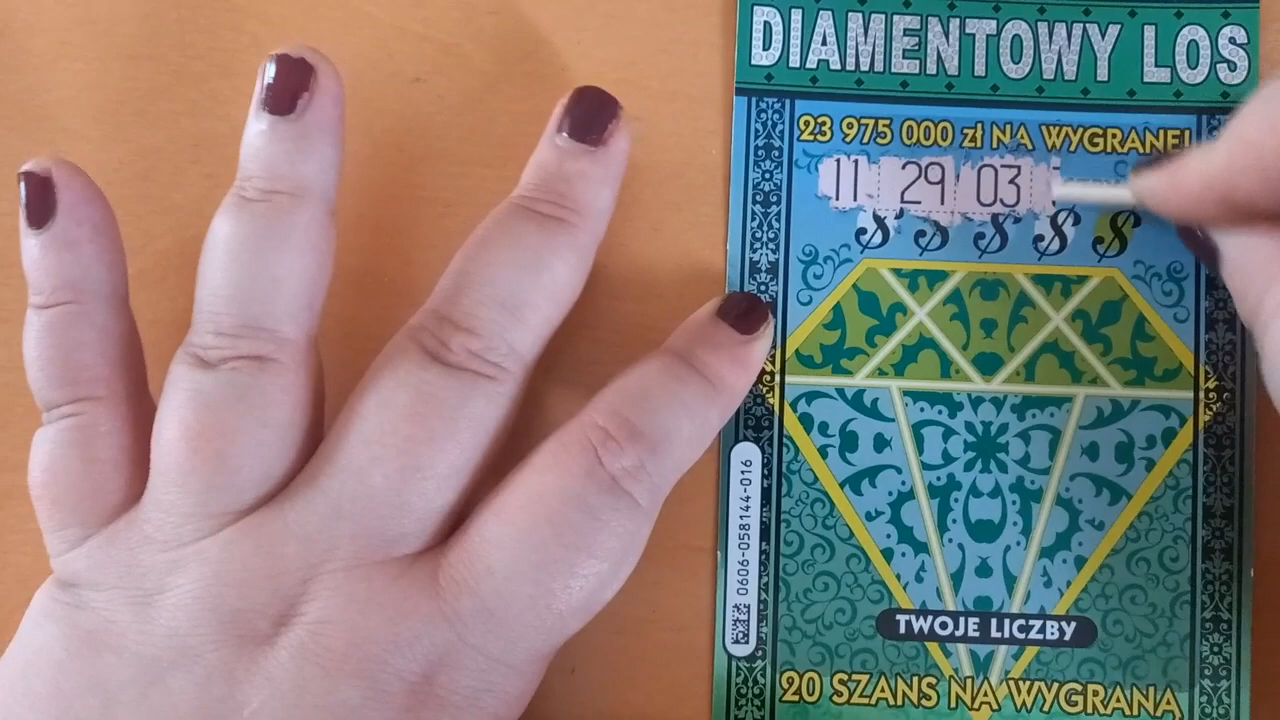 DIAMENTOWY LOS
23 975 000 zł NA WYGRANE!
11 29 03
$ $ $ $ $
0606-058144-016
TWOJE LICZBY
20 SZANS NA WYGRANĄ